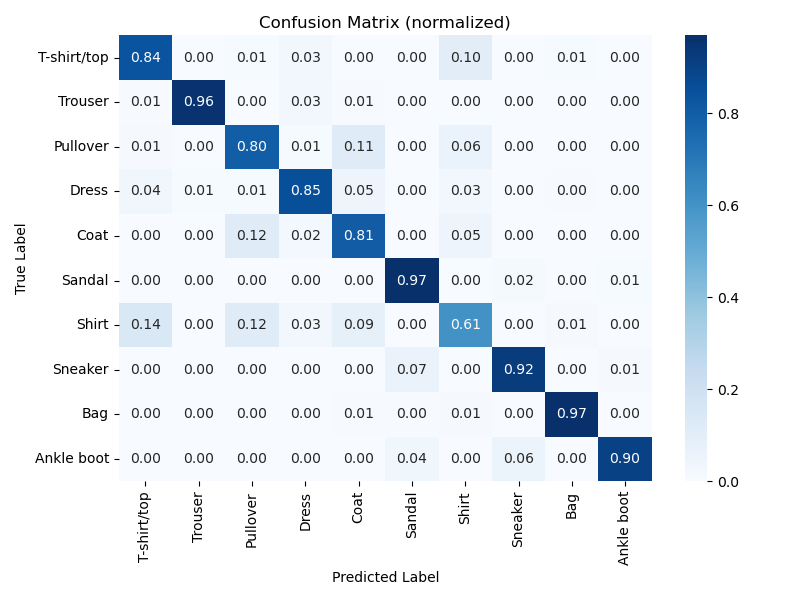 Confusion Matrix (normalized)
True Label
T-shirt/top 0.84 0.00 0.01 0.03 0.00 0.00 0.10 0.00 0.01 0.00
Trouser 0.01 0.96 0.00 0.03 0.01 0.00 0.00 0.00 0.00 0.00
Pullover 0.01 0.00 0.80 0.01 0.11 0.00 0.06 0.00 0.00 0.00
Dress 0.04 0.01 0.01 0.85 0.05 0.00 0.03 0.00 0.00 0.00
Coat 0.00 0.00 0.12 0.02 0.81 0.00 0.05 0.00 0.00 0.00
Sandal 0.00 0.00 0.00 0.00 0.00 0.97 0.00 0.02 0.00 0.01
Shirt 0.14 0.00 0.12 0.03 0.09 0.00 0.61 0.00 0.01 0.00
Sneaker 0.00 0.00 0.00 0.00 0.00 0.07 0.00 0.92 0.00 0.01
Bag 0.00 0.00 0.00 0.00 0.01 0.00 0.01 0.00 0.97 0.00
Ankle boot 0.00 0.00 0.00 0.00 0.00 0.04 0.00 0.06 0.00 0.90
T-shirt/top Trouser Pullover Dress Coat Sandal Shirt Sneaker Bag Ankle boot
Predicted Label
0.8
0.6
0.4
0.2
0.0